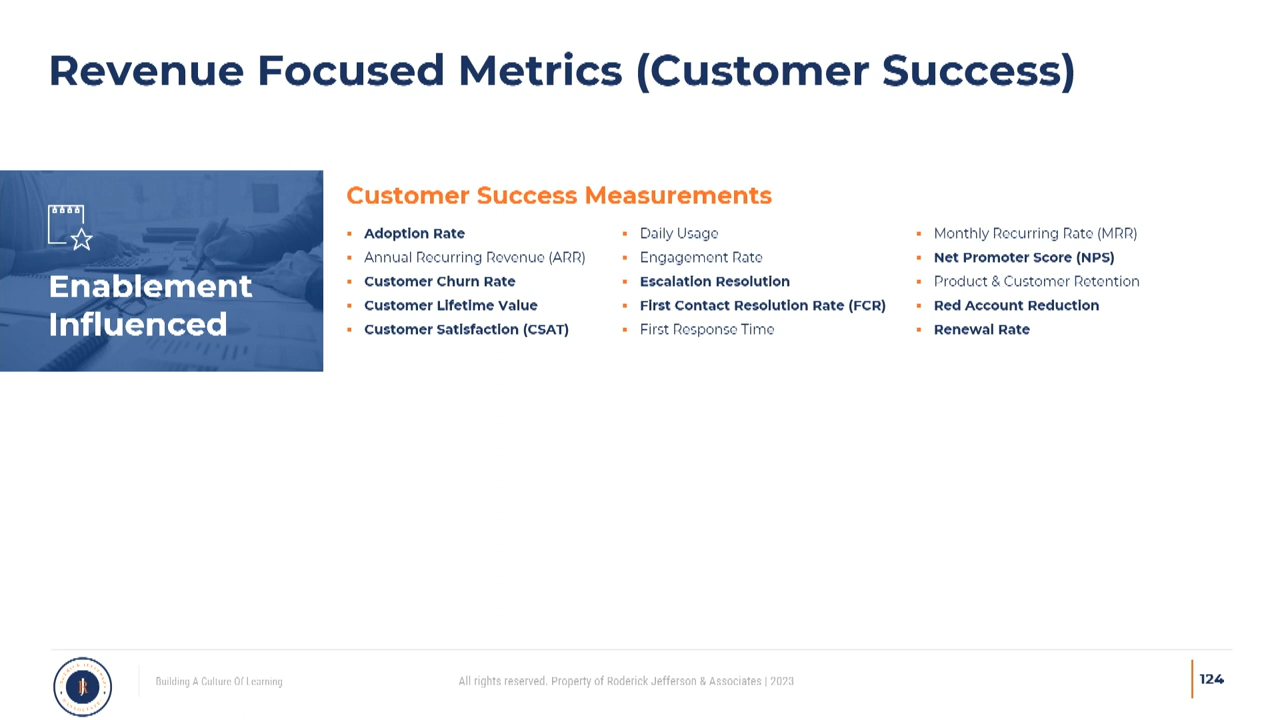 Revenue Focused Metrics (Customer Success)
Enablement
Influenced
Customer Success Measurements
Adoption Rate
Annual Recurring Revenue (ARR)
Customer Churn Rate
Customer Lifetime Value
Customer Satisfaction (CSAT)
Daily Usage
Engagement Rate
Escalation Resolution
First Contact Resolution Rate (FCR)
First Response Time
Monthly Recurring Rate (MRR)
Net Promoter Score (NPS)
Product & Customer Retention
Red Account Reduction
Renewal Rate
Building A Culture Of Learning
All rights reserved. Property of Roderick Jefferson & Associates | 2023
124